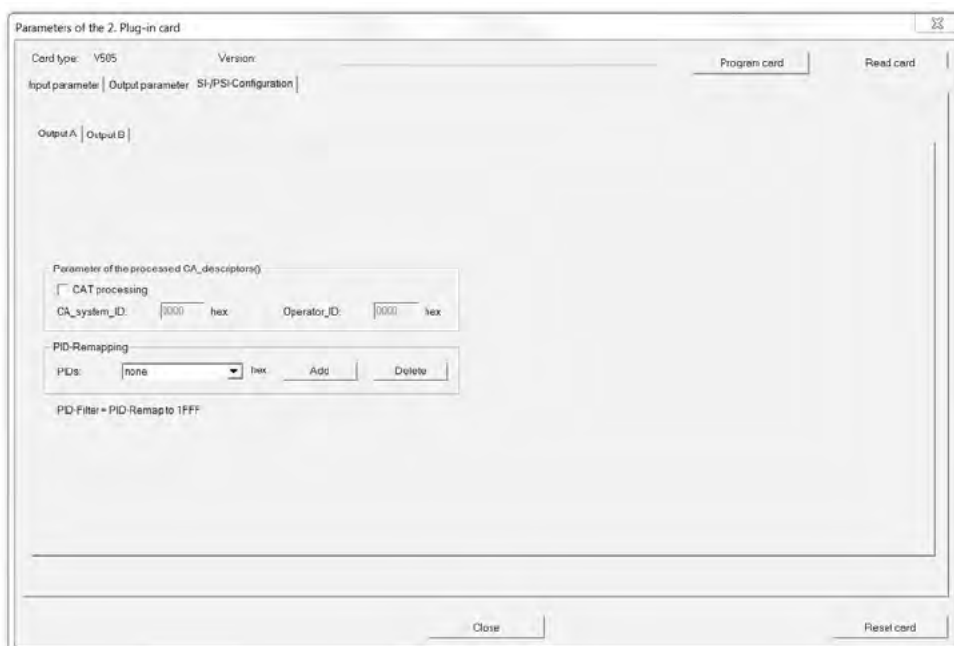 Parameters of the 2. Plug-in card
Card type: V505 Version: Program card Read card
Input parameter Output parameter SI-/PSI-Configuration
Output A Output B
Parameter of the processed CA_descriptors()
CAT processing
CA_system_ID: 0000 hex Operator_ID: 0000 hex
PID-Remapping
PIDs: none hex Add Delete
PID-Filter = PID-Remap to 1FFF
Close Reset card